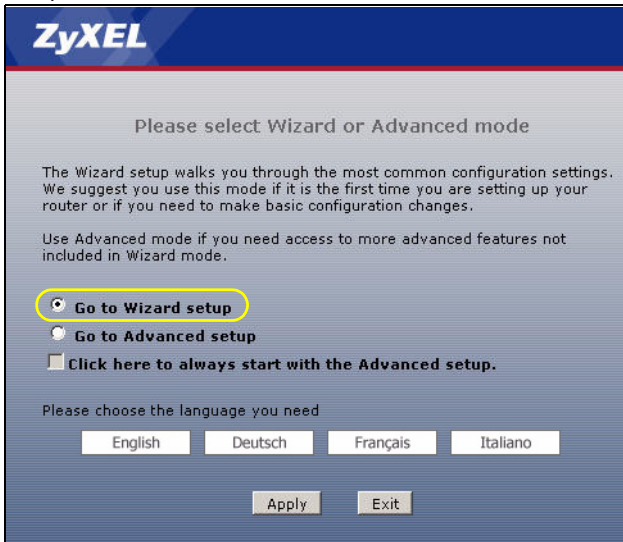 ZyXEL
Please select Wizard or Advanced mode
The Wizard setup walks you through the most common configuration settings.
We suggest you use this mode if it is the first time you are setting up your
router or if you need to make basic configuration changes.
Use Advanced mode if you need access to more advanced features not
included in Wizard mode.
Go to Wizard setup
Go to Advanced setup
Click here to always start with the Advanced setup.
Please choose the language you need
English Deutsch Français Italiano
Apply Exit